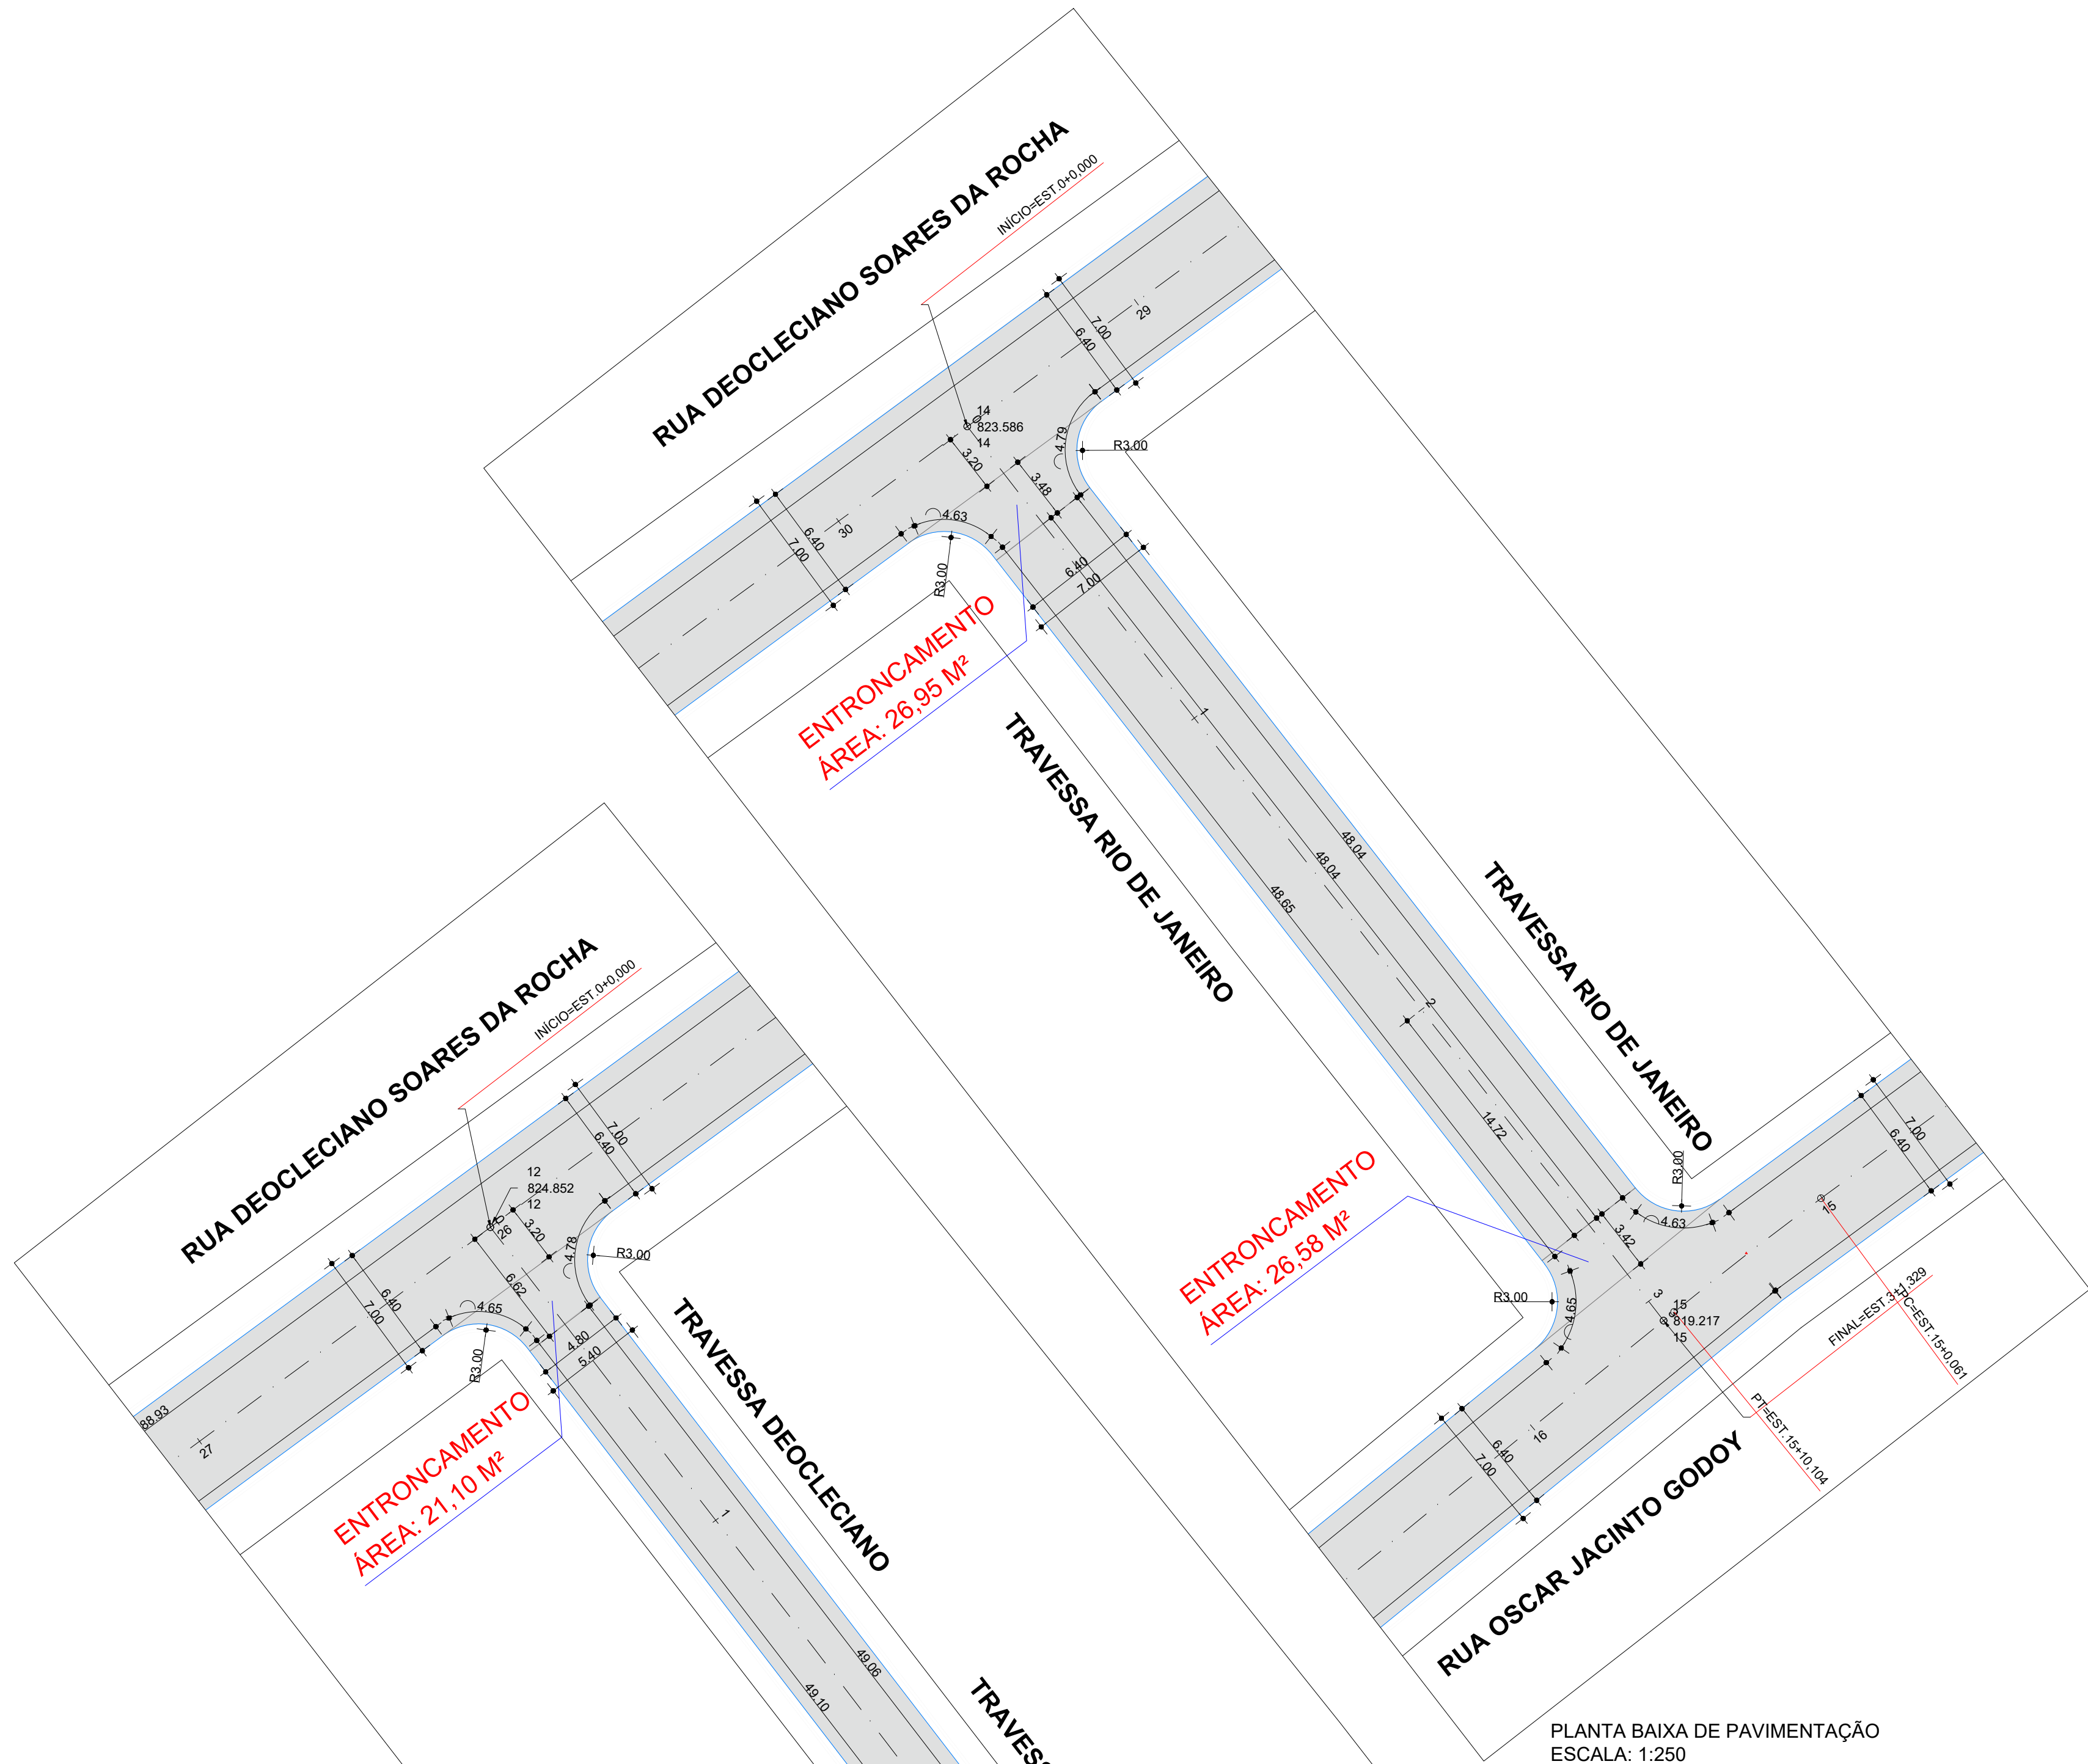 RUA DEOCLECIANO SOARES DA ROCHA
INÍCIO=EST.0+0,000
29
7.00
6.40
14
0
823.586
14
3.20
3.48
4.79
R3.00
30
6.40
7.00
4.63
R3.00
6.40
7.00
ENTRONCAMENTO
ÁREA: 26,95 M²
TRAVESSA RIO DE JANEIRO
1
48.04
48.04
48.65
TRAVESSA RIO DE JANEIRO
2
14.72
ENTRONCAMENTO
ÁREA: 26,58 M²
R3.00
4.63
3.42
R3.00
4.65
7.00
6.40
15
3
15
819.217
15
FINAL=EST.3+1,329
PC=EST.15+0,061
PT=EST.15+10,104
16
6.40
7.00
RUA OSCAR JACINTO GODOY
RUA DEOCLECIANO SOARES DA ROCHA
INÍCIO=EST.0+0,000
7.00
6.40
12
824.852
12
0
26
3.20
6.62
4.78
R3.00
6.40
7.00
4.65
R3.00
4.80
5.40
88.93
27
ENTRONCAMENTO
ÁREA: 21,10 M²
TRAVESSA DEOCLECIANO
1
49.06
49.10
TRAVESS
PLANTA BAIXA DE PAVIMENTAÇÃO
ESCALA: 1:250